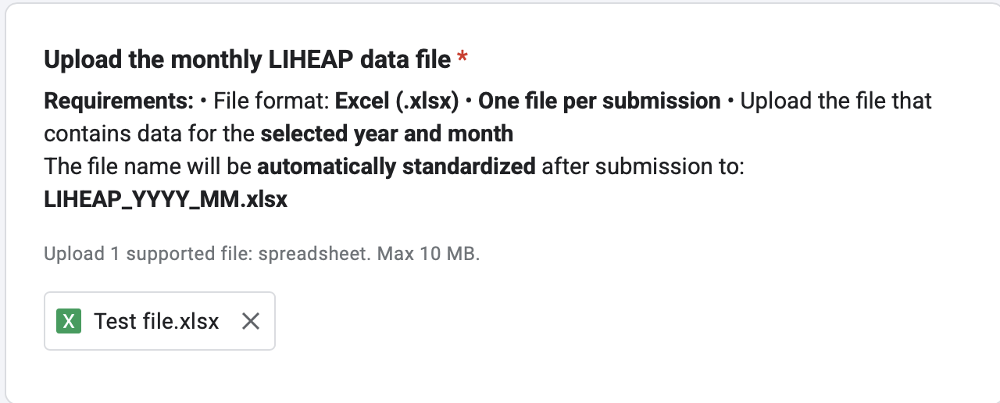 Upload the monthly LIHEAP data file *
Requirements: • File format: Excel (.xlsx) • One file per submission • Upload the file that
contains data for the selected year and month
The file name will be automatically standardized after submission to:
LIHEAP_YYYY_MM.xlsx
Upload 1 supported file: spreadsheet. Max 10 MB.
X Test file.xlsx